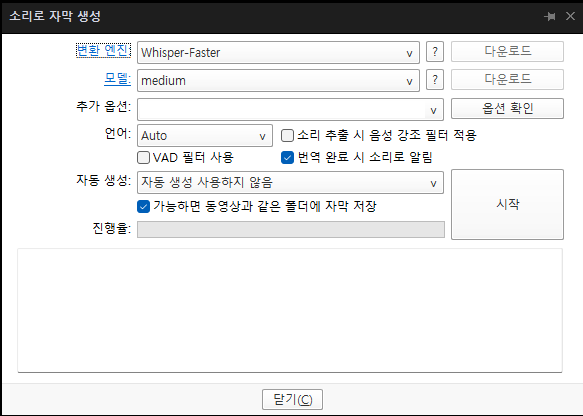 소리로 자막 생성
변환 엔진: Whisper-Faster ? 다운로드
모델: medium ? 다운로드
추가 옵션: 옵션 확인
언어: Auto 소리 추출 시 음성 강조 필터 적용
VAD 필터 사용 번역 완료 시 소리로 알림
자동 생성: 자동 생성 사용하지 않음
시작
가능하면 동영상과 같은 폴더에 자막 저장
진행율:
닫기(C)